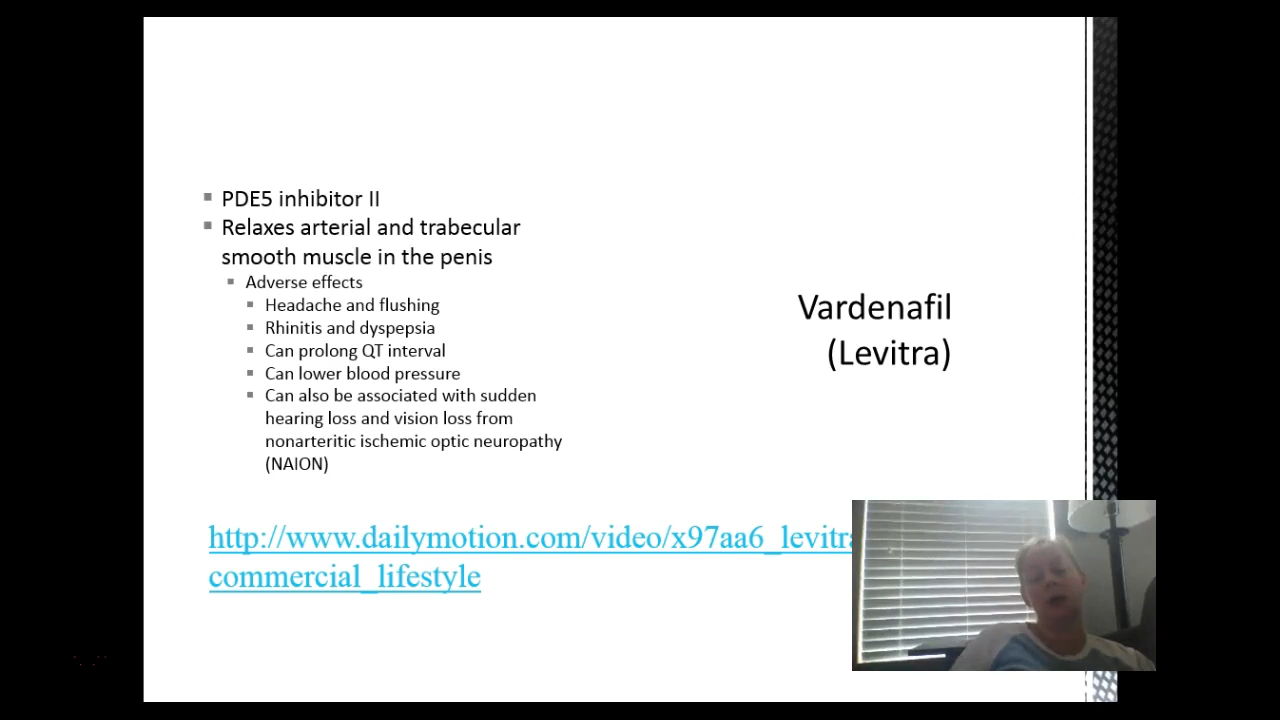 PDE5 inhibitor II
Relaxes arterial and trabecular
smooth muscle in the penis
Adverse effects
Headache and flushing
Rhinitis and dyspepsia
Can prolong QT interval
Can lower blood pressure
Can also be associated with sudden
hearing loss and vision loss from
nonarteritic ischemic optic neuropathy
(NAION)
Vardenafil
(Levitra)
http://www.dailymotion.com/video/x97aa6_levitra
commercial_lifestyle